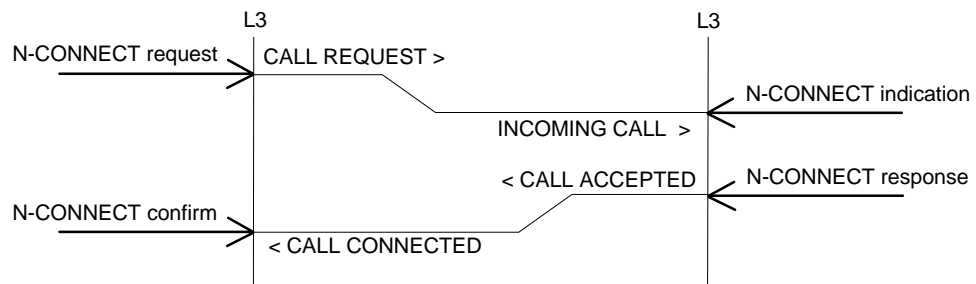 L3
L3
N-CONNECT request
CALL REQUEST >
N-CONNECT indication
INCOMING CALL >
< CALL ACCEPTED
N-CONNECT response
N-CONNECT confirm
< CALL CONNECTED